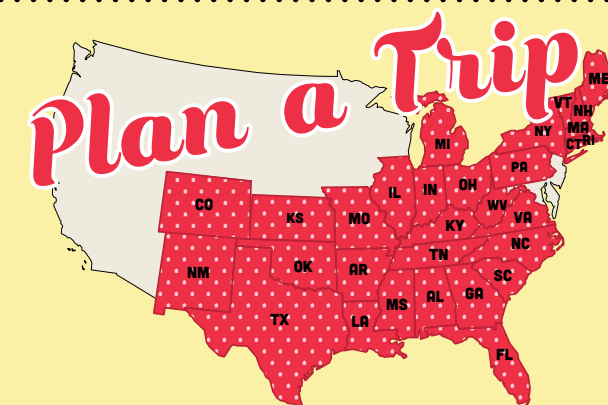 Plan a Trip
ME
VT
NH
NY
MA
CT RI
MI
PA
IL
IN
OH
CO
KS
MO
WV
VA
KY
NC
NM
OK
AR
TN
SC
TX
LA
MS
AL
GA
FL